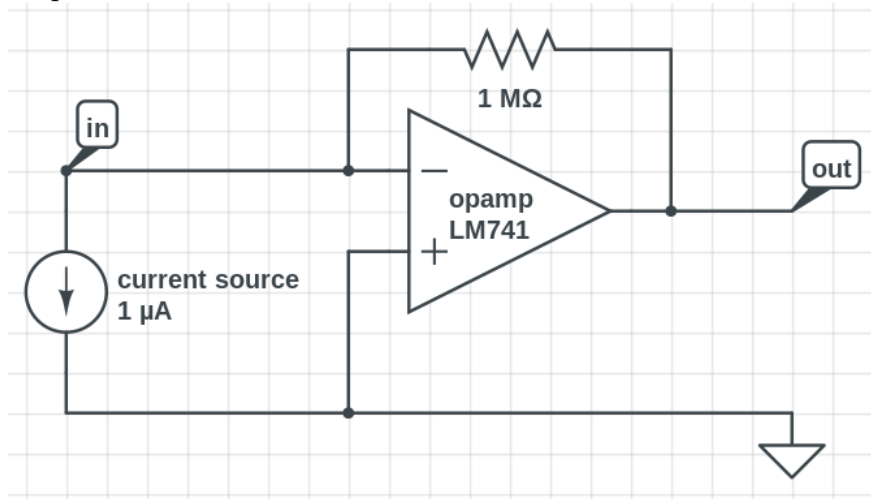 1 MΩ
in
out
opamp
LM741
current source
1 µA